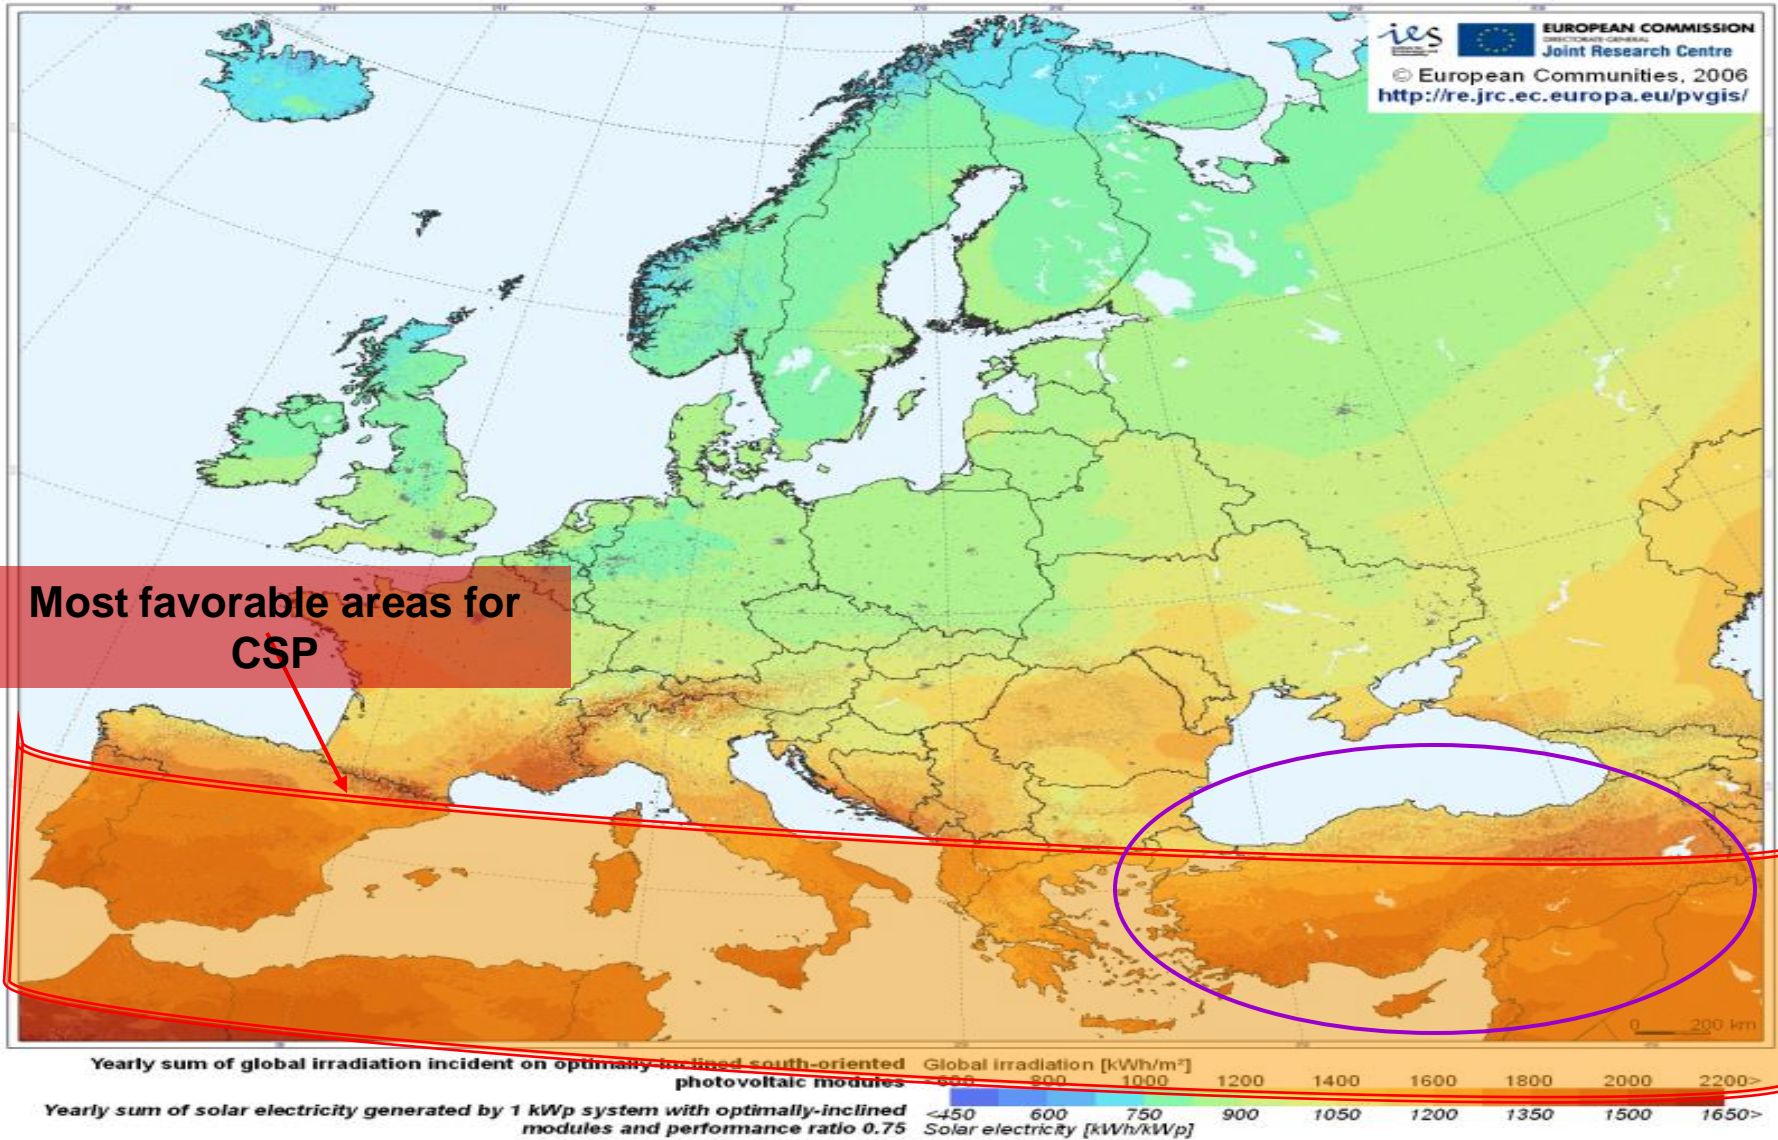 ies
EUROPEAN COMMISSION
DIRECTORATE-GENERAL
Joint Research Centre
© European Communities, 2006
http://re.jrc.ec.europa.eu/pvgis/
Most favorable areas for
CSP
0 200 km
Yearly sum of global irradiation incident on optimally-inclined south-oriented
photovoltaic modules
Global irradiation [kWh/m²]
<600 800 1000 1200 1400 1600 1800 2000 2200>
Yearly sum of solar electricity generated by 1 kWp system with optimally-inclined
modules and performance ratio 0.75
<450 600 750 900 1050 1200 1350 1500 1650>
Solar electricity [kWh/kWp]